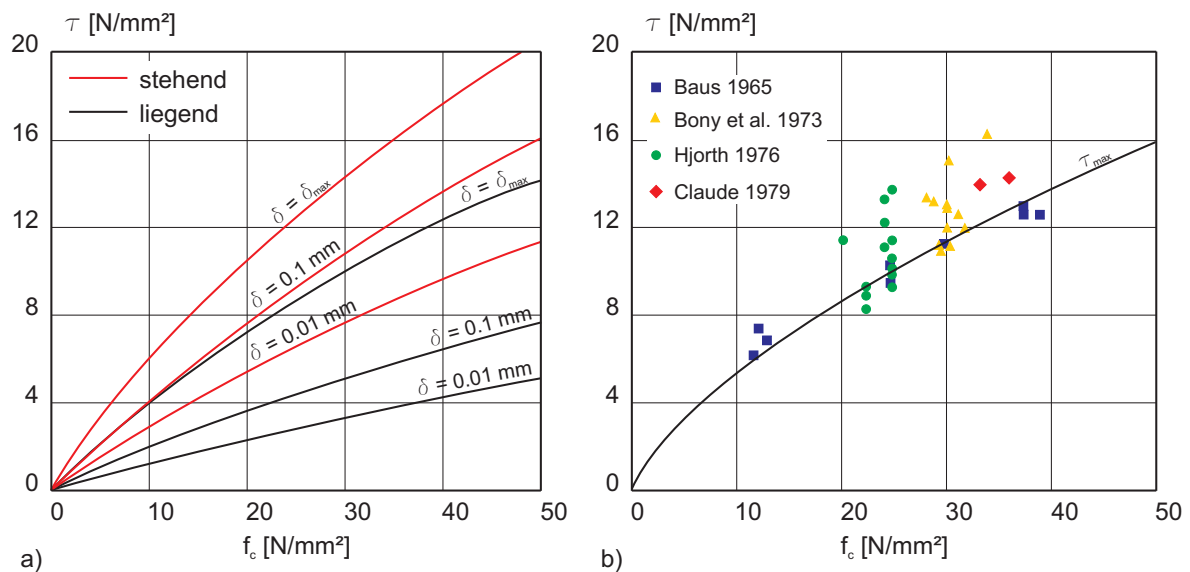 τ [N/mm²]
20
16
12
8
4
0
stehend
liegend
δ = δmax
δ = 0.1 mm
δ = δmax
δ = 0.01 mm
δ = 0.1 mm
δ = 0.01 mm
0 10 20 30 40 50
fc [N/mm²]
a)
τ [N/mm²]
20
16
12
8
4
0
Baus 1965
Bony et al. 1973
Hjorth 1976
Claude 1979
τmax
0 10 20 30 40 50
fc [N/mm²]
b)